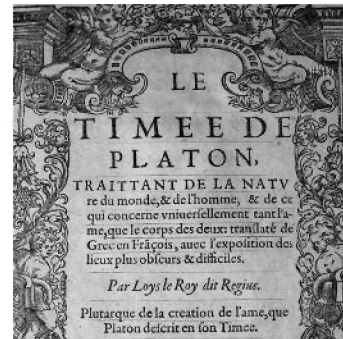 LE
TIMEE DE
PLATON,
TRAITTANT DE LA NATV
re du monde, & de l'homme, & de ce
qui concerne vniuersellement tant l'a-
me, que le corps des deux: translaté de
Grec en Frãçois, auec l'exposition des
lieux plus obscurs & difficiles.
Par Loys le Roy dit Regius.
Plutarque de la creation de l'ame, que
Platon descrit en son Timee.